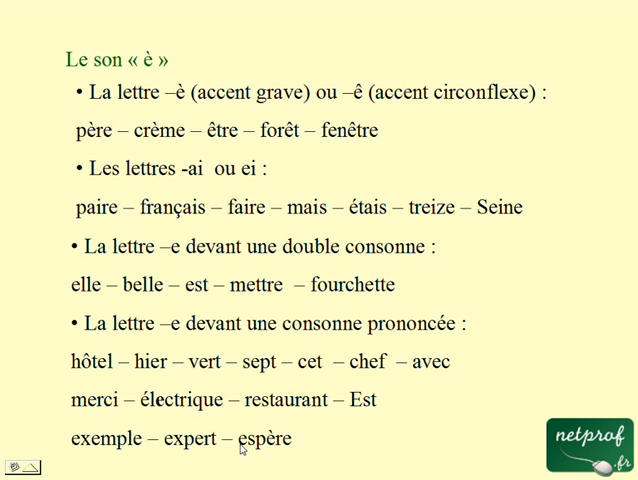 Le son « è »
• La lettre –è (accent grave) ou –ê (accent circonflexe) :
père – crème – être – forêt – fenêtre
• Les lettres -ai ou ei :
paire – français – faire – mais – étais – treize – Seine
• La lettre –e devant une double consonne :
elle – belle – est – mettre – fourchette
• La lettre –e devant une consonne prononcée :
hôtel – hier – vert – sept – cet – chef – avec
merci – électrique – restaurant – Est
exemple – expert – espère
netprof
.fr